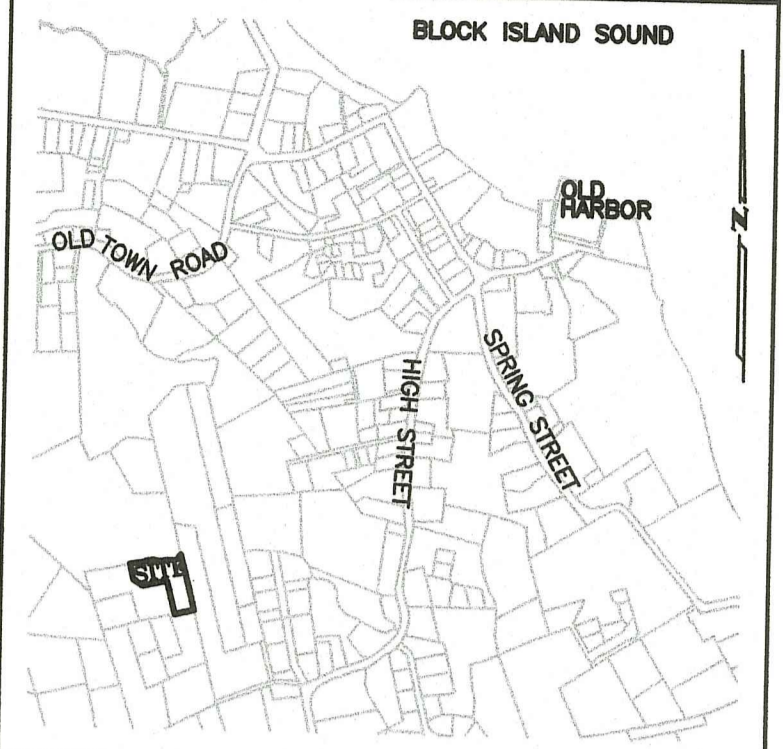 BLOCK ISLAND SOUND
OLD
HARBOR
N
OLD TOWN ROAD
SPRING STREET
HIGH STREET
SITE